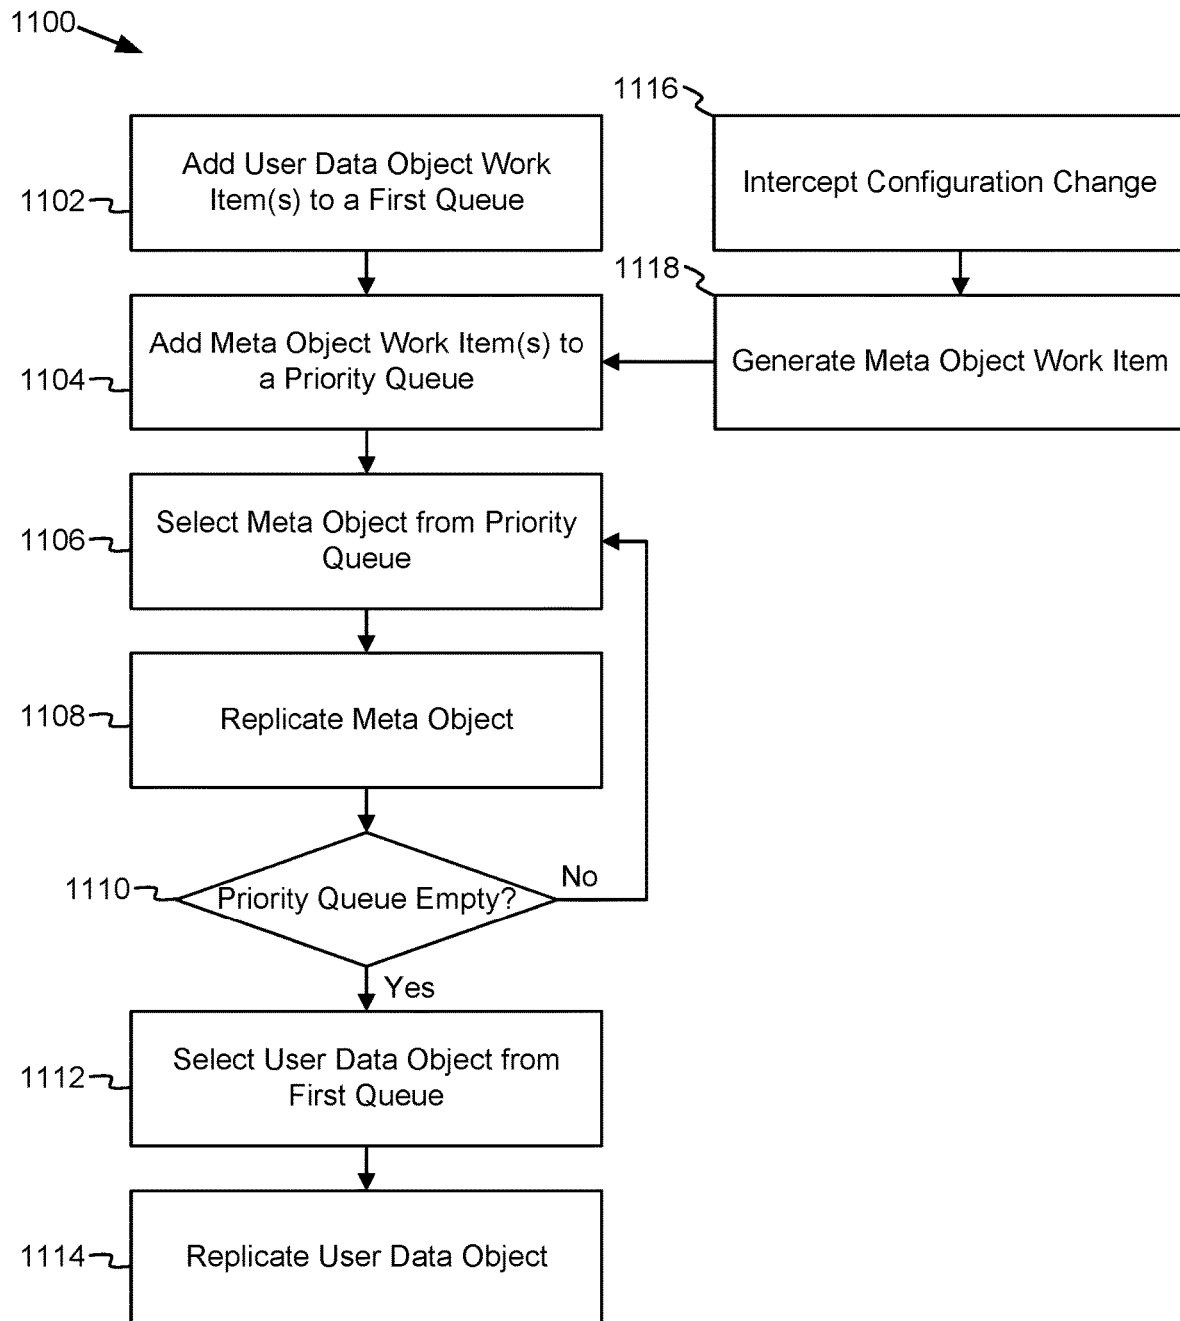 1100
1116
Add User Data Object Work
Item(s) to a First Queue
Intercept Configuration Change
1102
1118
Add Meta Object Work Item(s) to
a Priority Queue
Generate Meta Object Work Item
1104
Select Meta Object from Priority
Queue
1106
Replicate Meta Object
1108
No
Priority Queue Empty?
1110
Yes
Select User Data Object from
First Queue
1112
Replicate User Data Object
1114